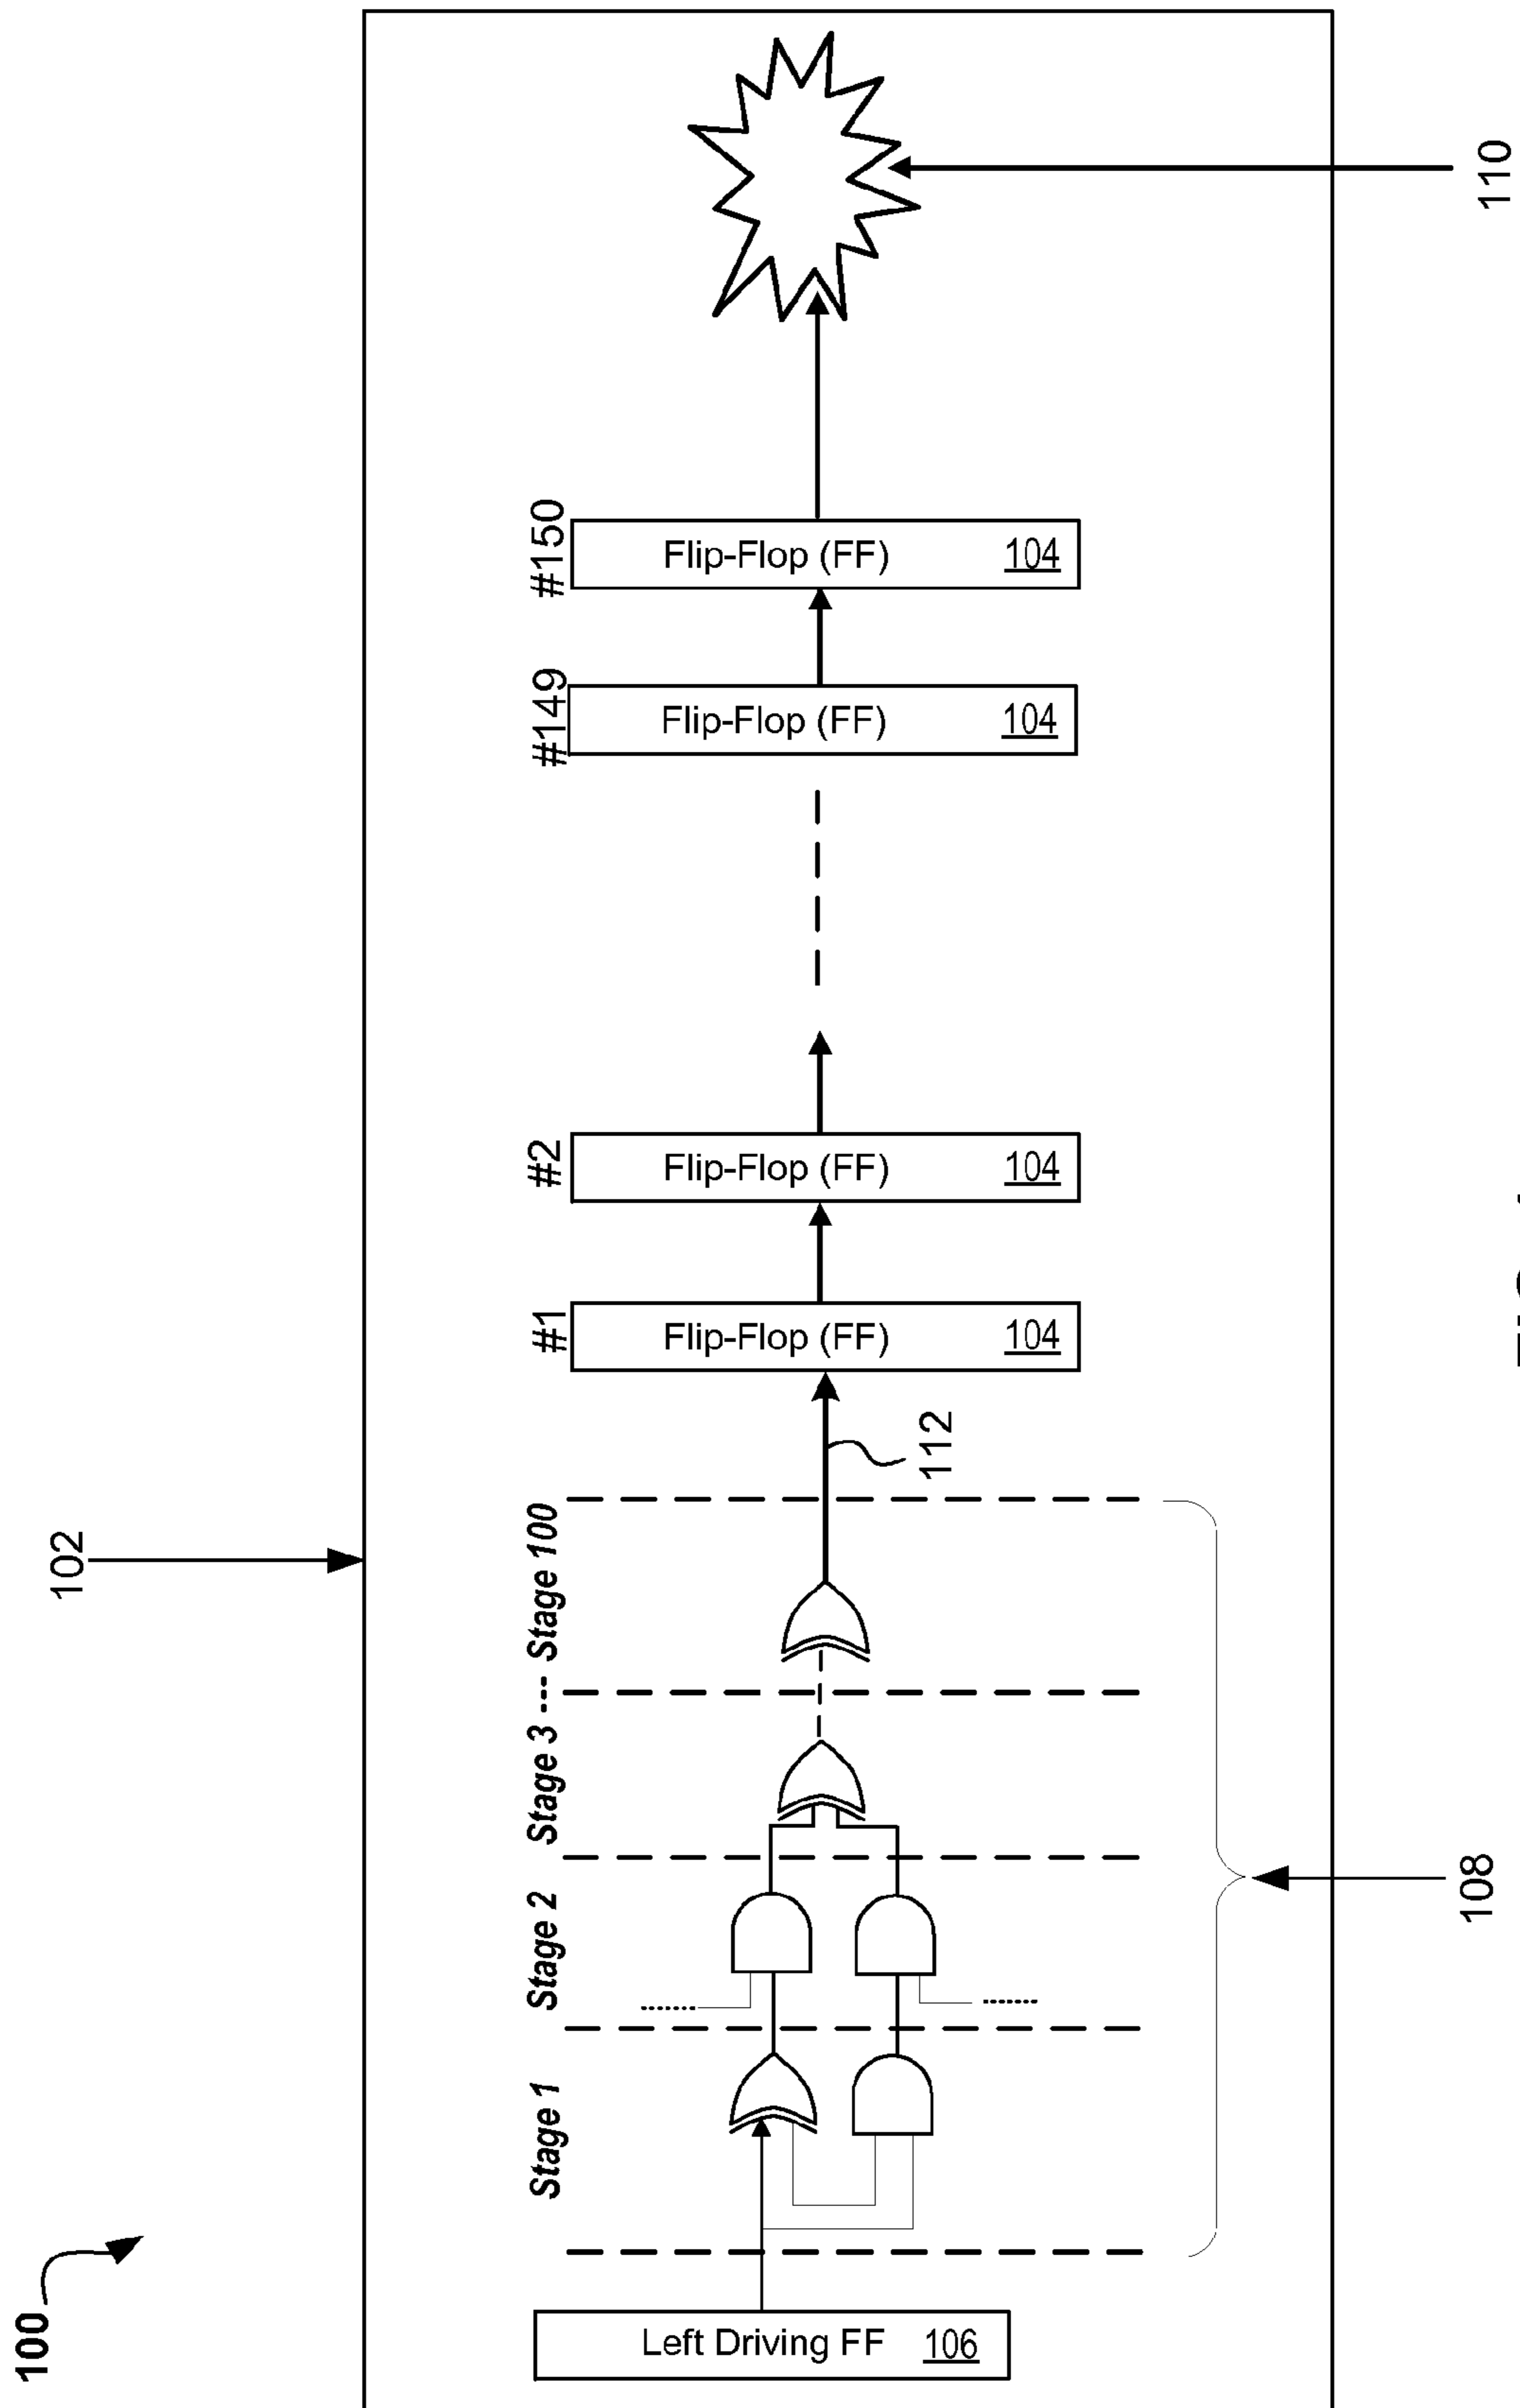 100
102
Left Driving FF 106
Stage 1
Stage 2
Stage 3 --- Stage 100
112
108
#1
Flip-Flop (FF) 104
#2
Flip-Flop (FF) 104
#149
Flip-Flop (FF) 104
#150
Flip-Flop (FF) 104
110